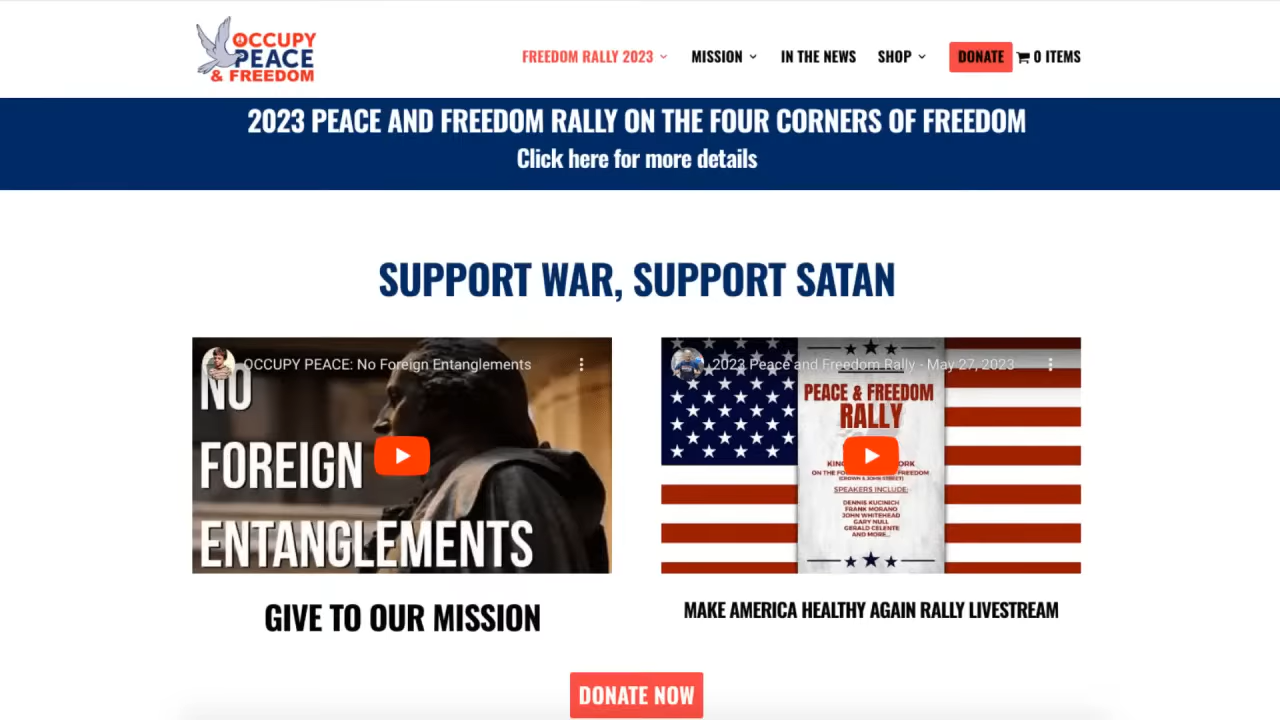 OCCUPY
PEACE
& FREEDOM
FREEDOM RALLY 2023
MISSION
IN THE NEWS
SHOP
DONATE
0 ITEMS
2023 PEACE AND FREEDOM RALLY ON THE FOUR CORNERS OF FREEDOM
Click here for more details
SUPPORT WAR, SUPPORT SATAN
OCCUPY PEACE: No Foreign Entanglements
NO
FOREIGN
ENTANGLEMENTS
2023 Peace and Freedom Rally - May 27, 2023
PEACE & FREEDOM
RALLY
SPEAKERS INCLUDE:
DENNIS KUCINICH
FRANK MORANO
JOHN WHITEHEAD
GARY NULL
GERALD CELENTE
AND MORE...
GIVE TO OUR MISSION
MAKE AMERICA HEALTHY AGAIN RALLY LIVESTREAM
DONATE NOW